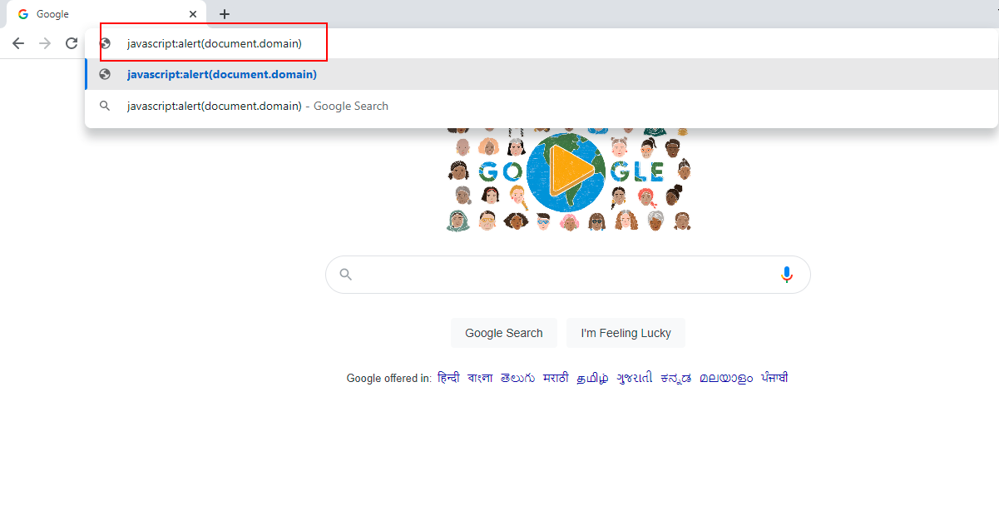 Google
javascript:alert(document.domain)
javascript:alert(document.domain)
javascript:alert(document.domain) - Google Search
GO GLE
Google Search I'm Feeling Lucky
Google offered in: हिन्दी বাংলা తెలుగు मराठी தமிழ் ગુજરાતી ಕನ್ನಡ മലയാളം ਪੰਜਾਬੀ